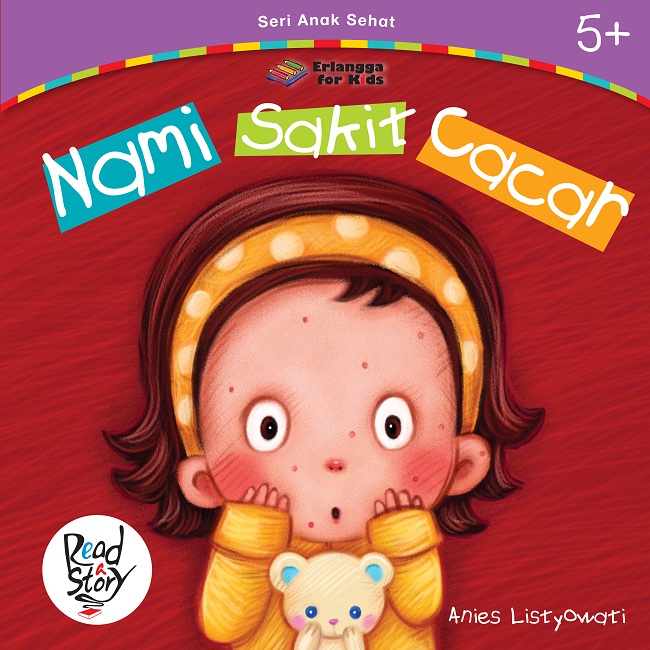 Seri Anak Sehat
5+
Erlangga
for Kids
Nami Sakit Cacar
Read
a
Story
Anies Listyowati